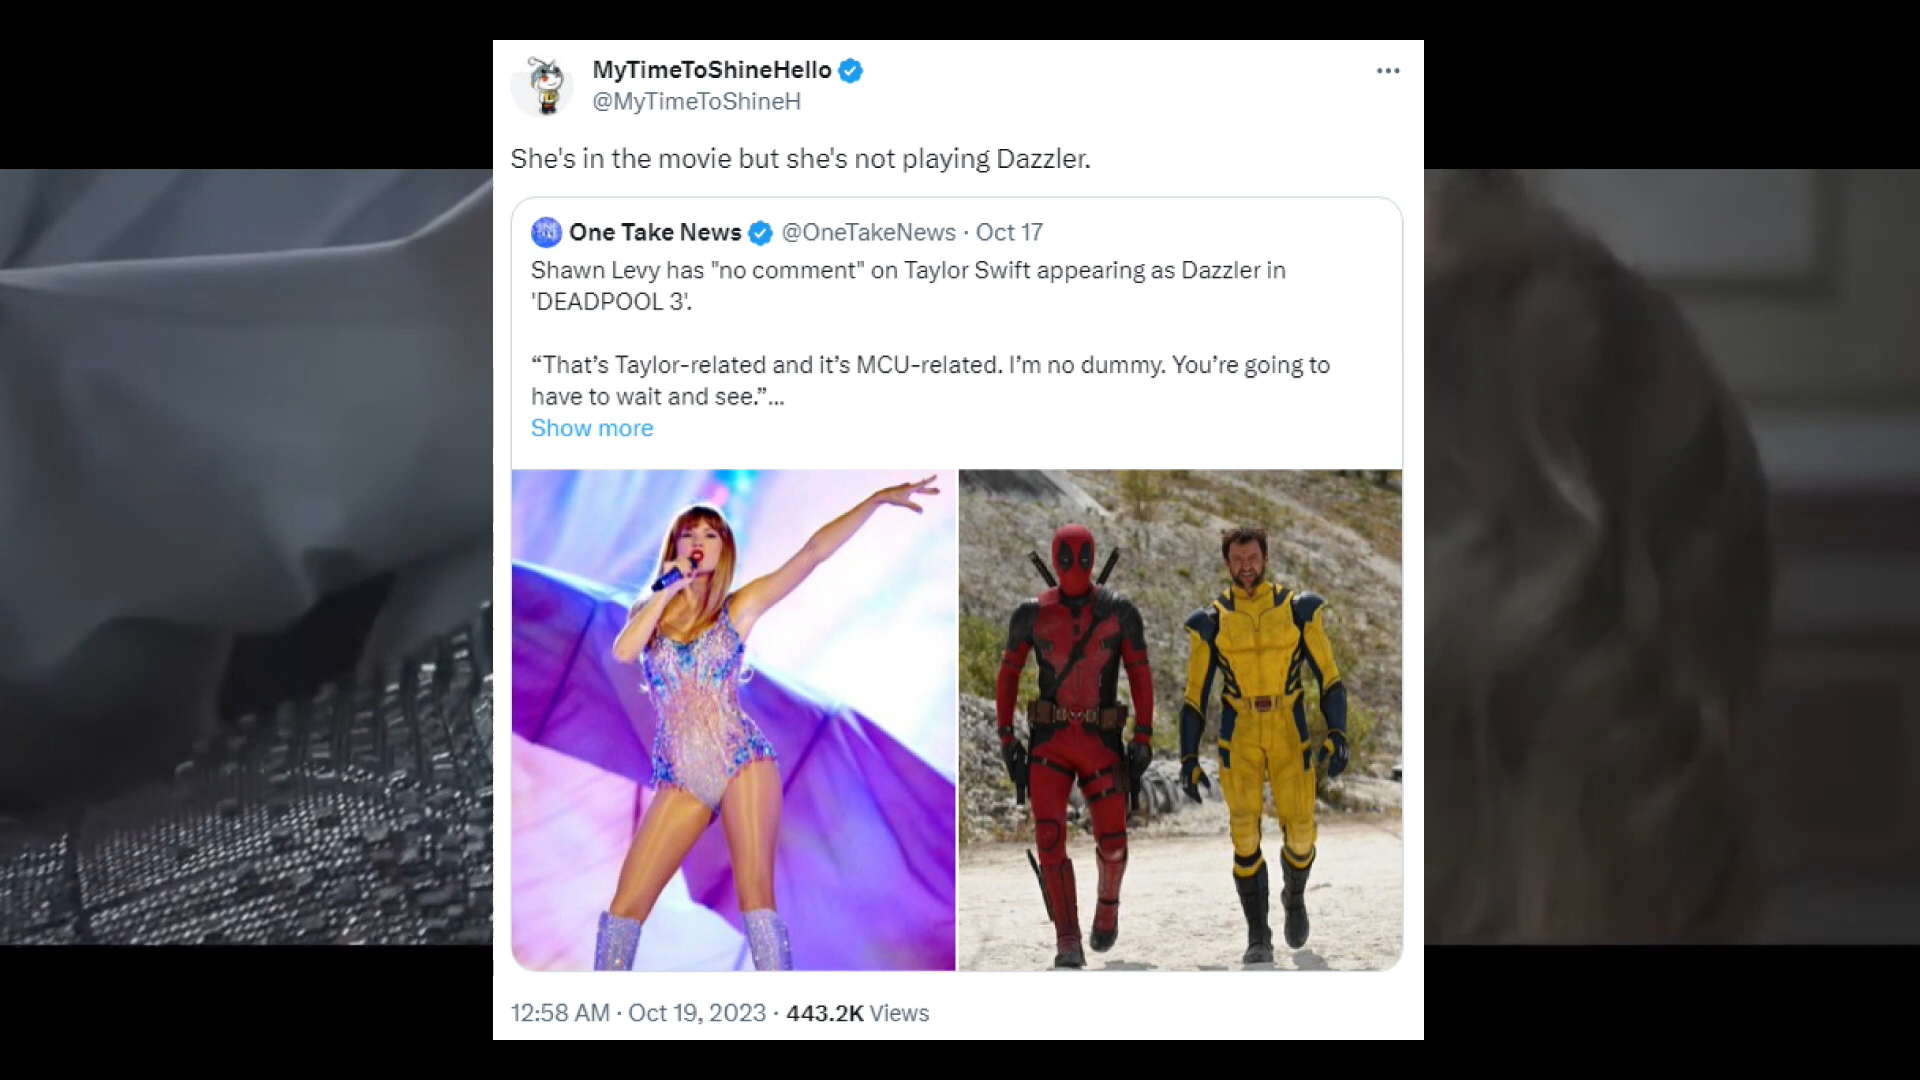 MyTimeToShineHello
@MyTimeToShineH
She's in the movie but she's not playing Dazzler.
One Take News @OneTakeNews · Oct 17
Shawn Levy has "no comment" on Taylor Swift appearing as Dazzler in
'DEADPOOL 3'.
“That’s Taylor-related and it’s MCU-related. I’m no dummy. You’re going to
have to wait and see.”...
Show more
12:58 AM · Oct 19, 2023 · 443.2K Views